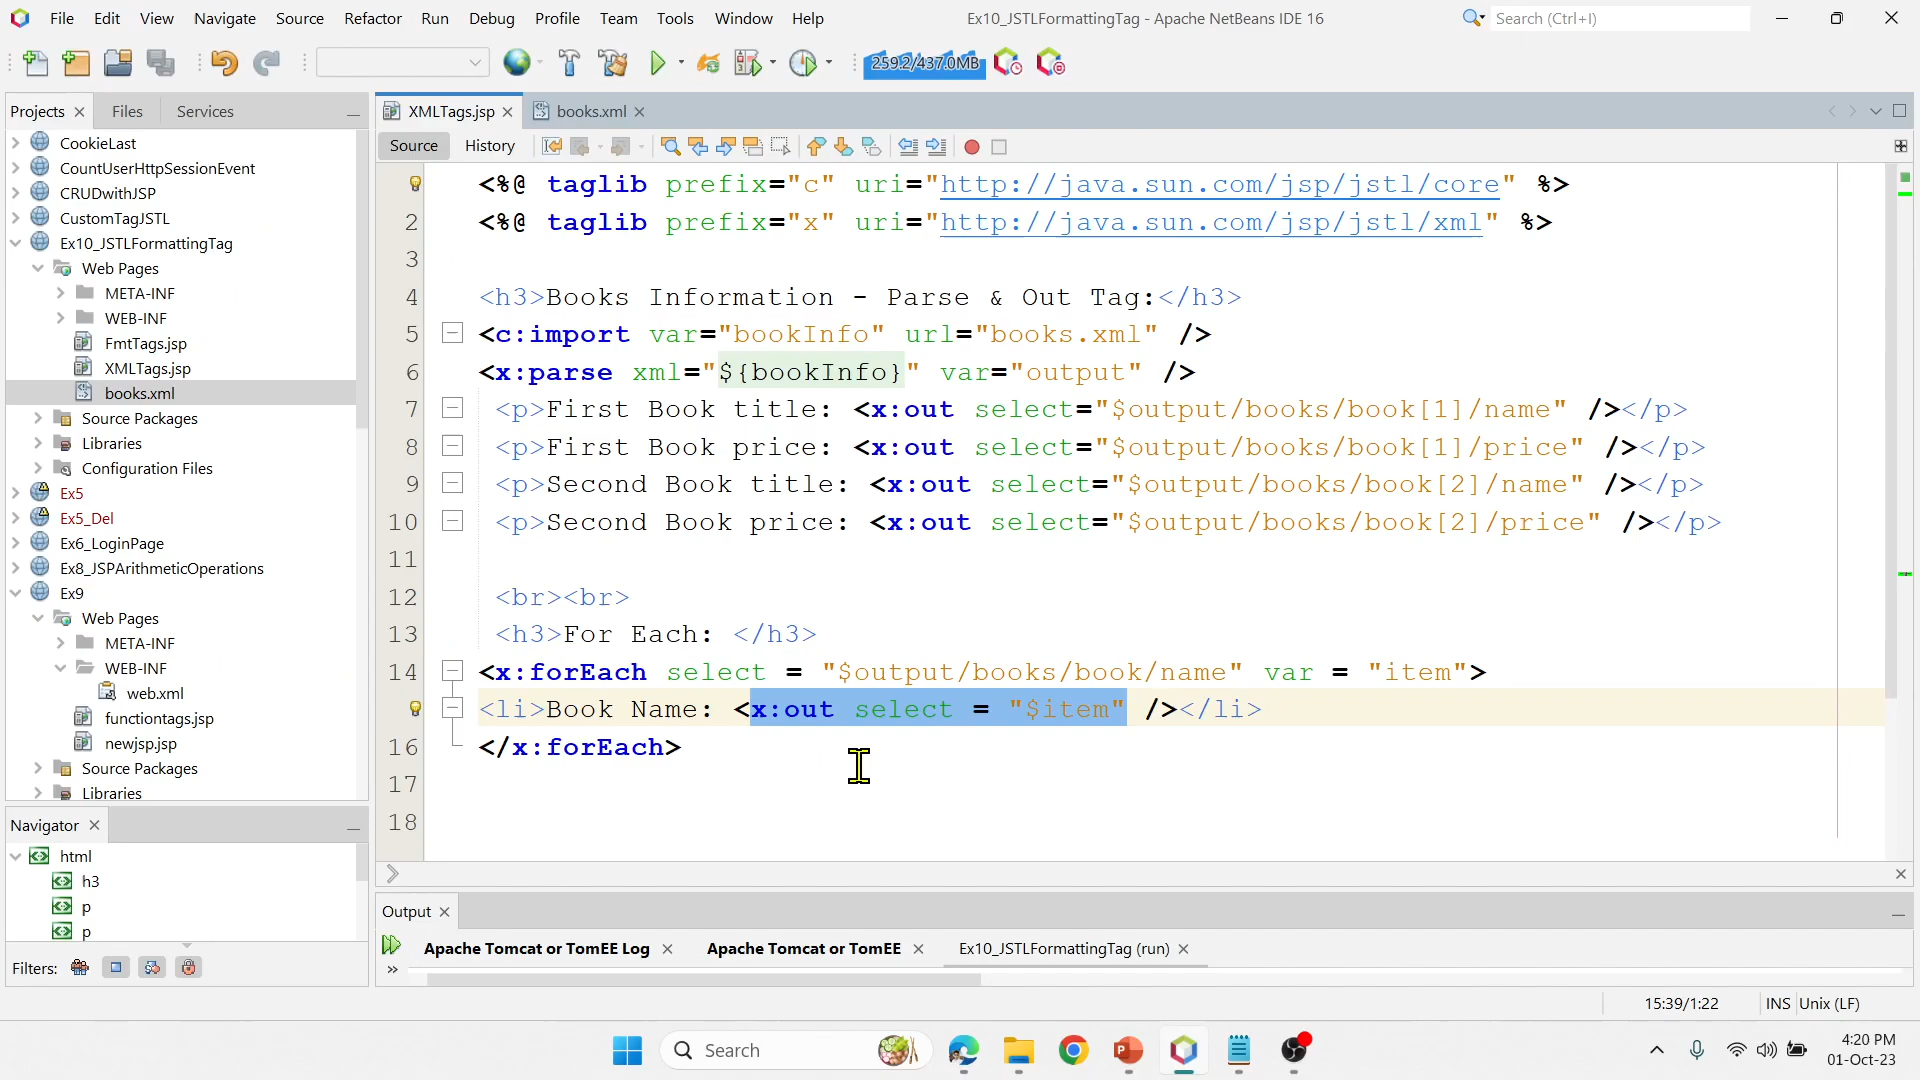 File Edit View Navigate Source Refactor Run Debug Profile Team Tools Window Help
Ex10_JSTLFormattingTag - Apache NetBeans IDE 16
Search (Ctrl+I)
259.2/437.0MB
Projects Files Services
CookieLast
CountUserHttpSessionEvent
CRUDwithJSP
CustomTagJSTL
Ex10_JSTLFormattingTag
Web Pages
META-INF
WEB-INF
FmtTags.jsp
XMLTags.jsp
books.xml
Source Packages
Libraries
Configuration Files
Ex5
Ex5_Del
Ex6_LoginPage
Ex8_JSPArithmeticOperations
Ex9
Web Pages
META-INF
WEB-INF
web.xml
functiontags.jsp
newjsp.jsp
Source Packages
Libraries
Navigator
html
h3
p
p
Filters:
XMLTags.jsp books.xml
Source History
<%@ taglib prefix="c" uri="http://java.sun.com/jsp/jstl/core" %>
2 <%@ taglib prefix="x" uri="http://java.sun.com/jsp/jstl/xml" %>
3
4 <h3>Books Information - Parse & Out Tag:</h3>
5 <c:import var="bookInfo" url="books.xml" />
6 <x:parse xml="${bookInfo}" var="output" />
7 <p>First Book title: <x:out select="$output/books/book[1]/name" /></p>
8 <p>First Book price: <x:out select="$output/books/book[1]/price" /></p>
9 <p>Second Book title: <x:out select="$output/books/book[2]/name" /></p>
10 <p>Second Book price: <x:out select="$output/books/book[2]/price" /></p>
11
12 <br><br>
13 <h3>For Each: </h3>
14 <x:forEach select = "$output/books/book/name" var = "item">
<li>Book Name: <x:out select = "$item" /></li>
16 </x:forEach>
17
18
Output
Apache Tomcat or TomEE Log Apache Tomcat or TomEE Ex10_JSTLFormattingTag (run)
15:39/1:22 INS Unix (LF)
Search
4:20 PM
01-Oct-23